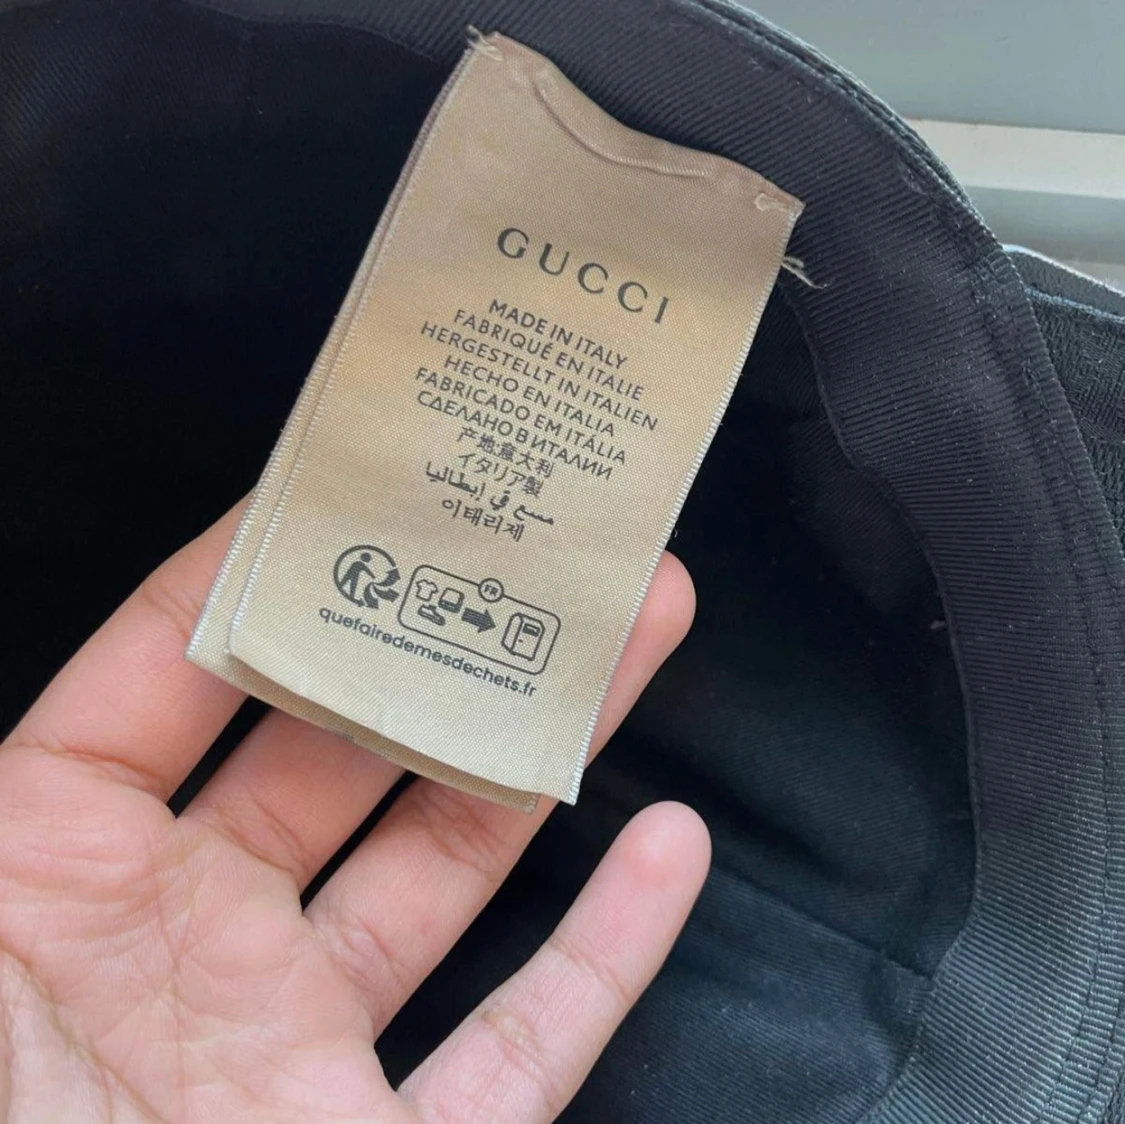 GUCCI
MADE IN ITALY
FABRIQUÉ EN ITALIE
HERGESTELLT IN ITALIEN
HECHO EN ITALIA
FABRICADO EM ITÁLIA
СДЕЛАНО В ИТАЛИИ
产地:意大利
イタリア製
صنع في إيطاليا
이태리제
FR
quefairedemesdechets.fr